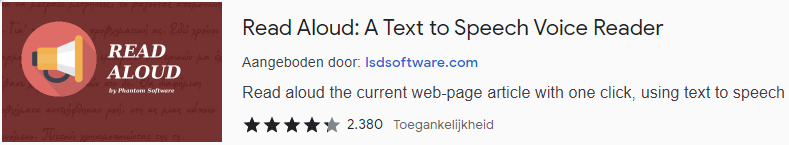 READ
ALOUD
by Phantom Software
Read Aloud: A Text to Speech Voice Reader
Aangeboden door: lsdsoftware.com
Read aloud the current web-page article with one click, using text to speech
2.380 Toegankelijkheid